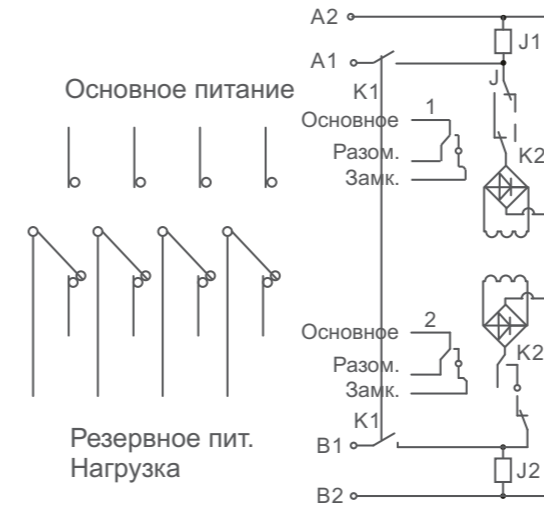 A2
J1
A1
J
Основное питание
K1
1
Основное
Разом.
Замк.
K2
2
Основное
Разом.
Замк.
K2
K1
Резервное пит.
Нагрузка
B1
J2
B2